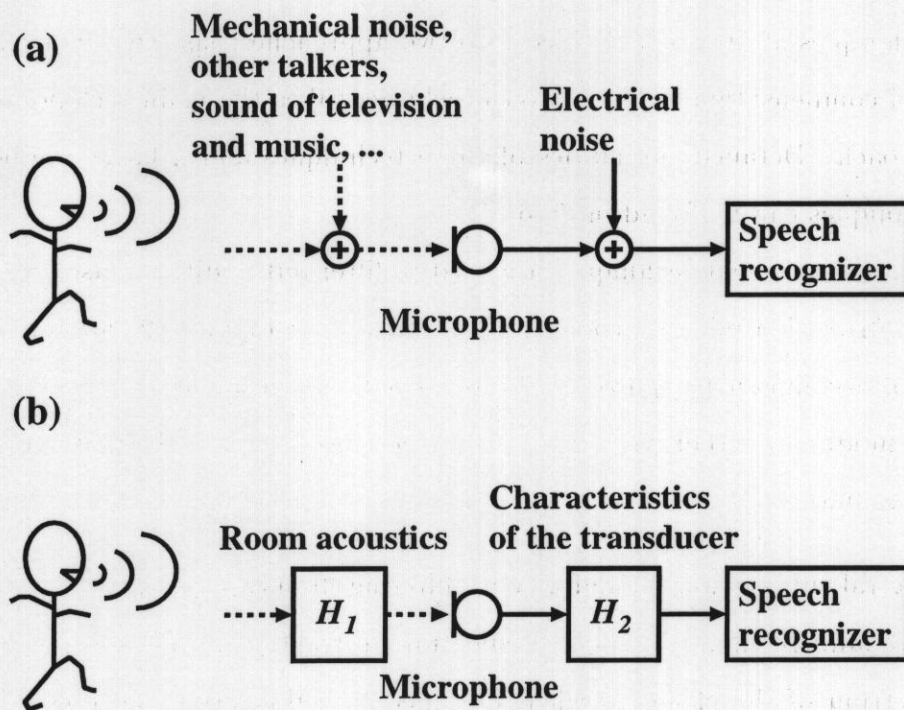 (a)
Mechanical noise,
other talkers,
sound of television
and music, ...
Electrical
noise
+
+
Speech
recognizer
Microphone
(b)
Room acoustics
Characteristics
of the transducer
H1
H2
Speech
recognizer
Microphone